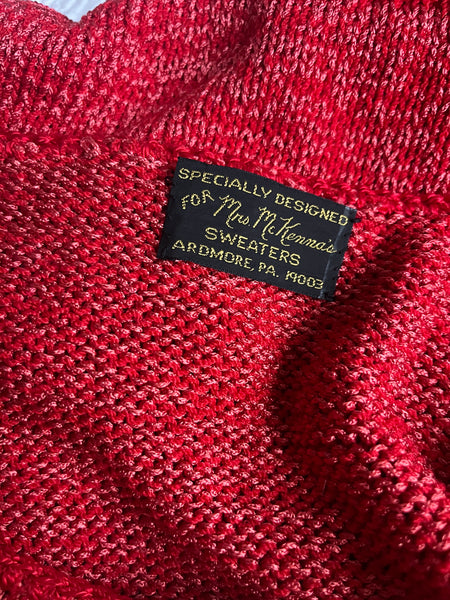 SPECIALLY DESIGNED
FOR Mrs. McKenna's
SWEATERS
ARDMORE, PA. 19003